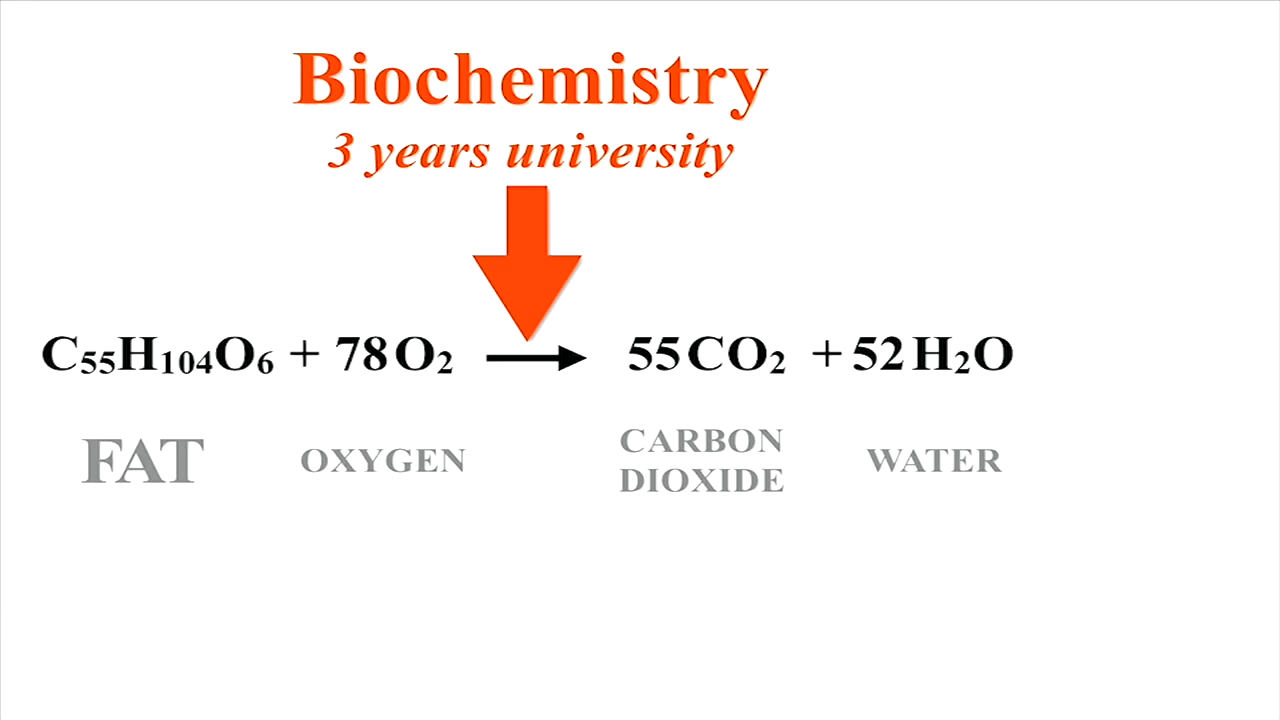 Biochemistry
3 years university
C₅₅H₁₀₄O₆ + 78O₂ → 55CO₂ + 52H₂O
FAT OXYGEN CARBON DIOXIDE WATER